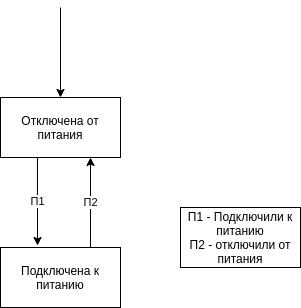 Отключена от
питания
П1
П2
П1 - Подключили к
питанию
П2 - отключили от
питания
Подключена к
питанию